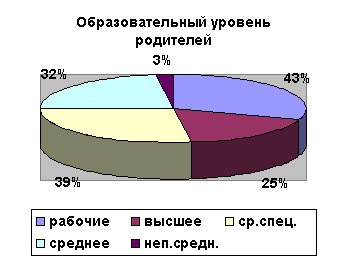 Образовательный уровень
родителей
3%
32%
43%
39%
25%
рабочие высшее ср.спец.
среднее неп.средн.